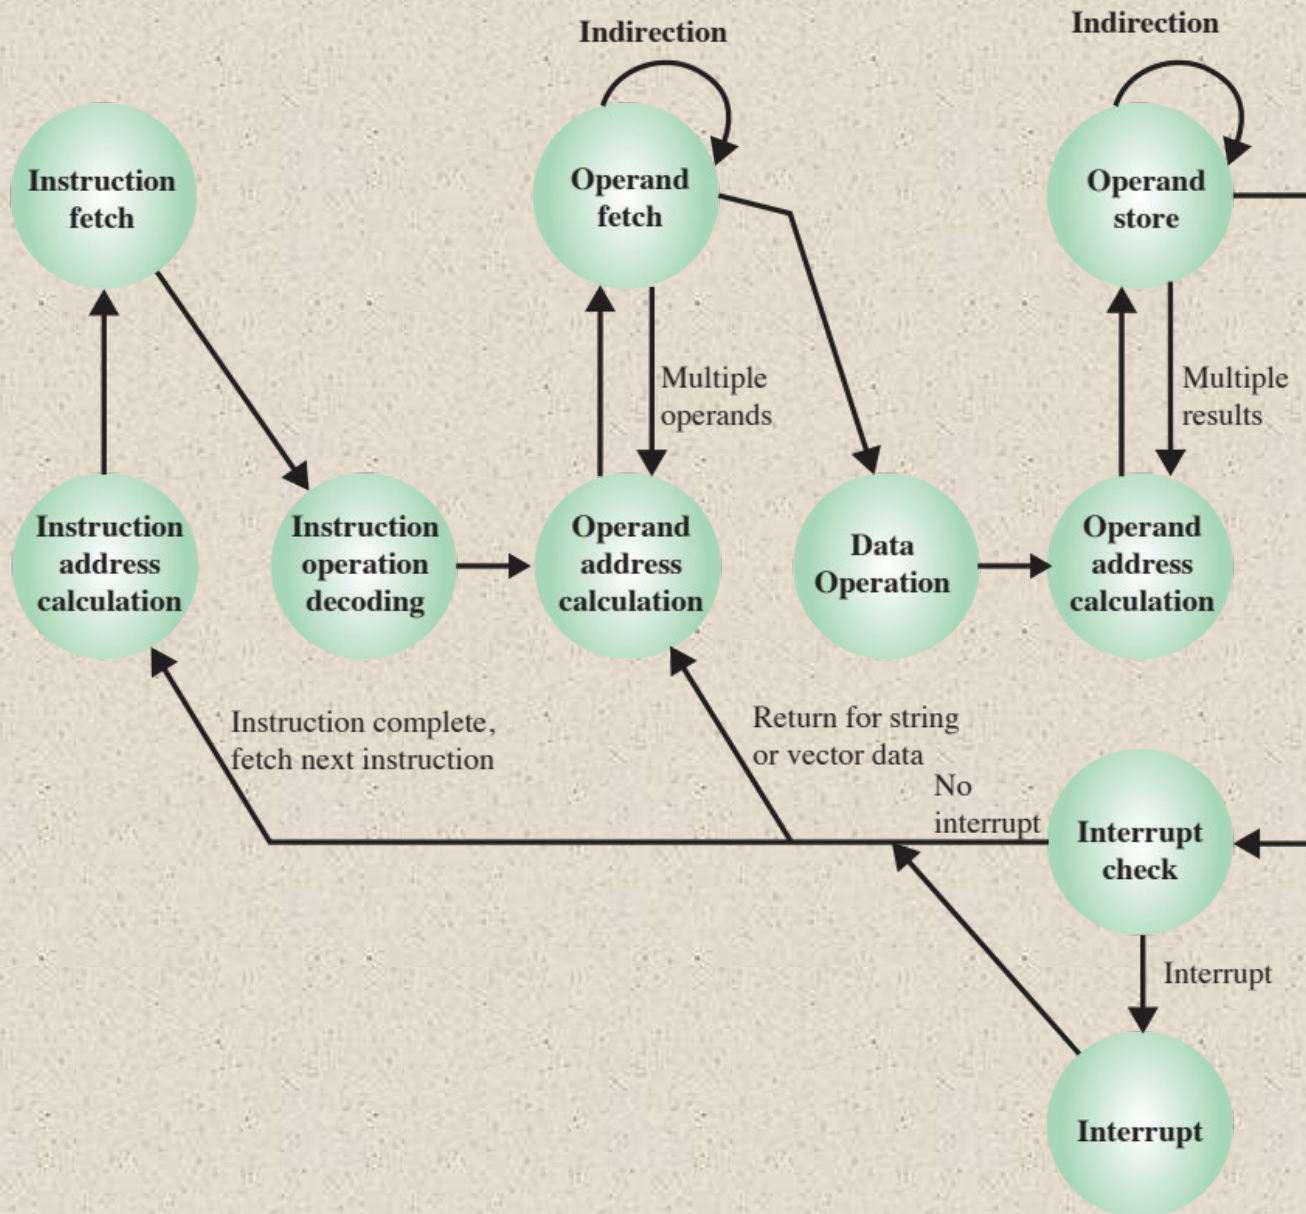 Indirection
Indirection
Instruction
fetch
Operand
fetch
Operand
store
Multiple
operands
Multiple
results
Instruction
address
calculation
Instruction
operation
decoding
Operand
address
calculation
Data
Operation
Operand
address
calculation
Instruction complete,
fetch next instruction
Return for string
or vector data
No
interrupt
Interrupt
check
Interrupt
Interrupt